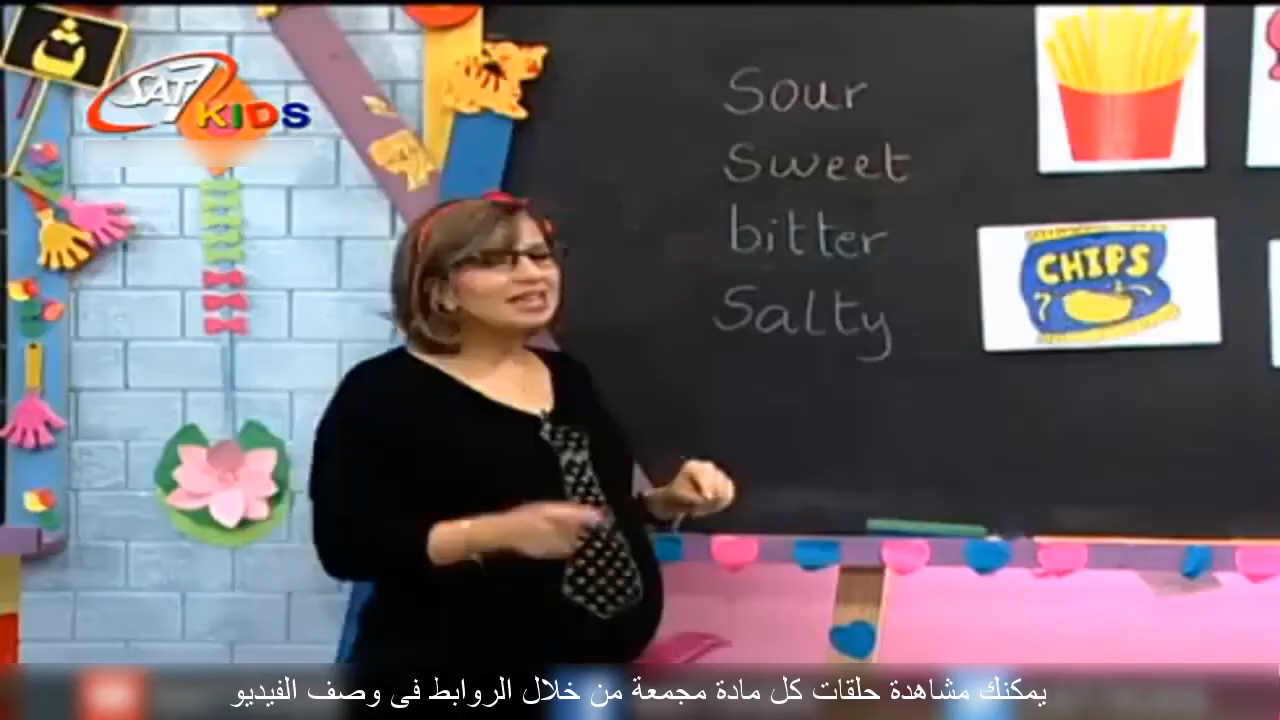 ث
SAT7
KIDS
Sour
Sweet
bitter
Salty
CHIPS
يمكنك مشاهدة حلقات كل مادة مجمعة من خلال الروابط فى وصف الفيديو